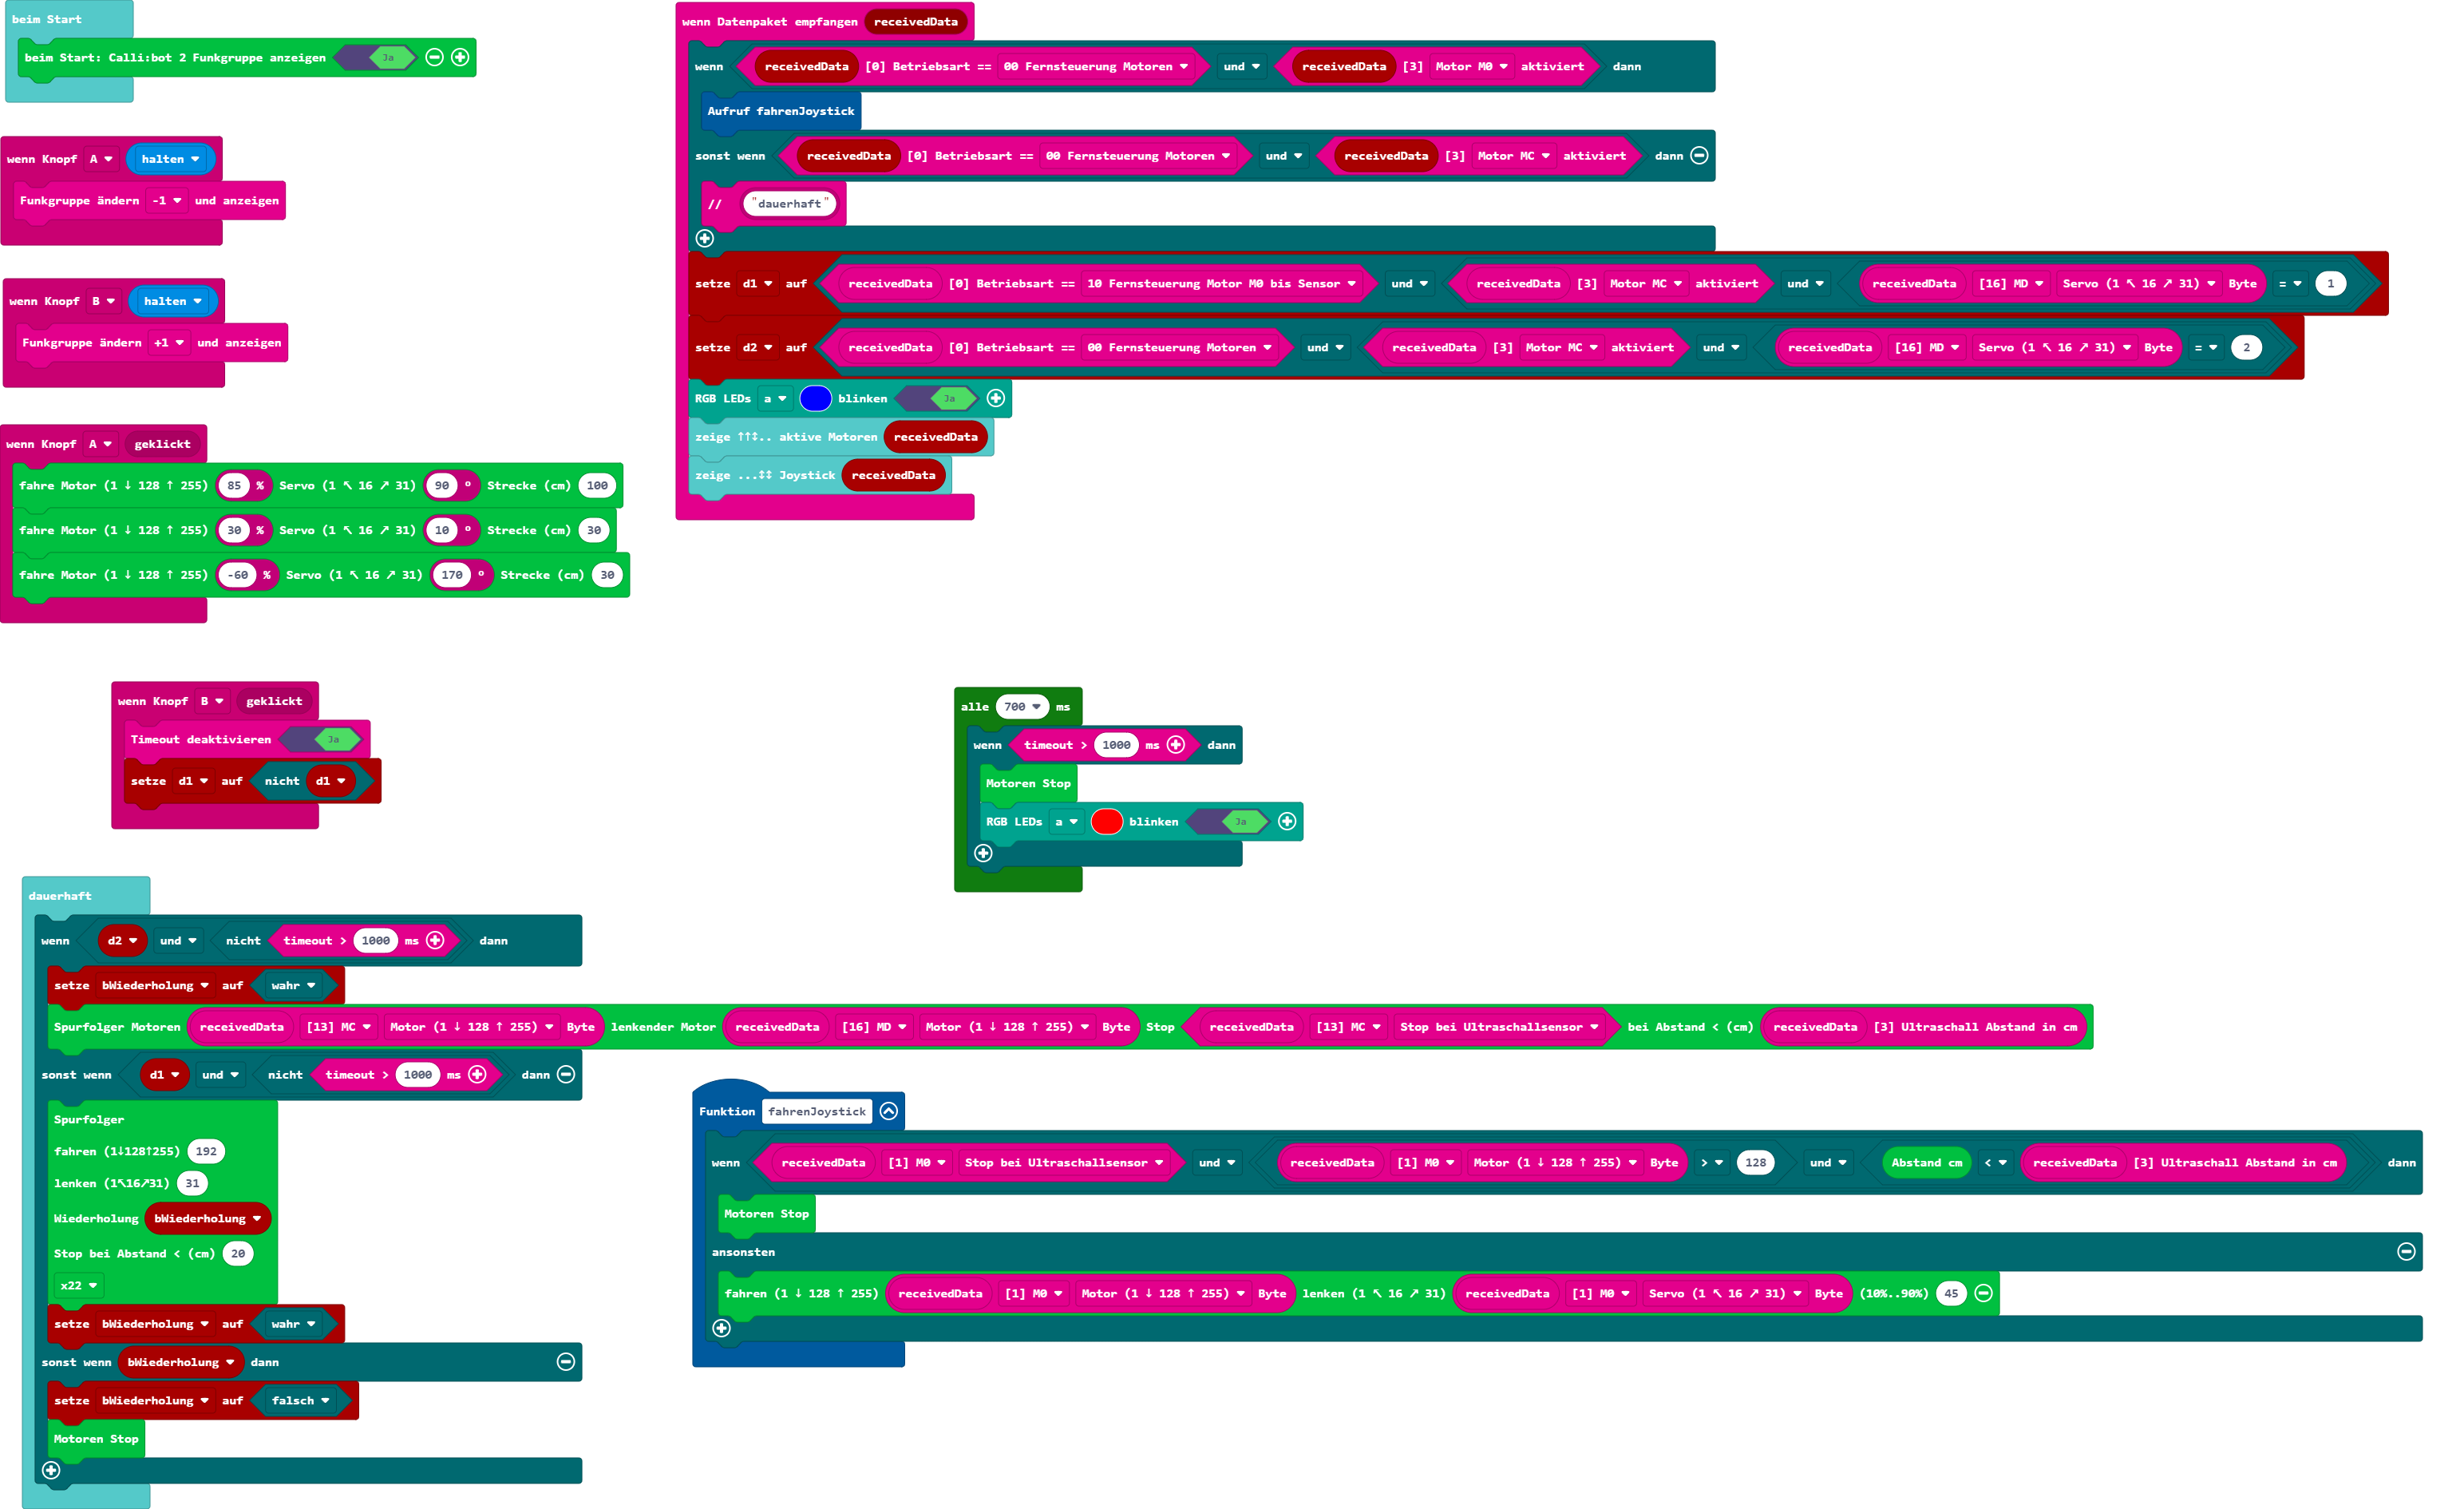 beim Start
beim Start: Calli:bot 2 Funkgruppe anzeigen Ja
wenn Knopf A halten
Funkgruppe ändern -1 und anzeigen
wenn Knopf B halten
Funkgruppe ändern +1 und anzeigen
wenn Knopf A geklickt
fahre Motor (1 ↓ 128 ↑ 255) 85 % Servo (1 ↖ 16 ↗ 31) 90 ° Strecke (cm) 100
fahre Motor (1 ↓ 128 ↑ 255) 30 % Servo (1 ↖ 16 ↗ 31) 10 ° Strecke (cm) 30
fahre Motor (1 ↓ 128 ↑ 255) -60 % Servo (1 ↖ 16 ↗ 31) 170 ° Strecke (cm) 30
wenn Datenpaket empfangen receivedData
wenn receivedData [0] Betriebsart == 00 Fernsteuerung Motoren und receivedData [3] Motor M0 aktiviert dann
Aufruf fahrenJoystick
sonst wenn receivedData [0] Betriebsart == 00 Fernsteuerung Motoren und receivedData [3] Motor MC aktiviert dann
// "dauerhaft"
setze d1 auf receivedData [0] Betriebsart == 10 Fernsteuerung Motor M0 bis Sensor und receivedData [3] Motor MC aktiviert und receivedData [16] MD Servo (1 ↖ 16 ↗ 31) Byte = 1
setze d2 auf receivedData [0] Betriebsart == 00 Fernsteuerung Motoren und receivedData [3] Motor MC aktiviert und receivedData [16] MD Servo (1 ↖ 16 ↗ 31) Byte = 2
RGB LEDs a blinken Ja
zeige ↑↑↕.. aktive Motoren receivedData
zeige ...↕↕ Joystick receivedData
wenn Knopf B geklickt
Timeout deaktivieren Ja
setze d1 auf nicht d1
alle 700 ms
wenn timeout > 1000 ms dann
Motoren Stop
RGB LEDs a blinken Ja
dauerhaft
wenn d2 und nicht timeout > 1000 ms dann
setze bWiederholung auf wahr
Spurfolger Motoren receivedData [13] MC Motor (1 ↓ 128 ↑ 255) Byte lenkender Motor receivedData [16] MD Motor (1 ↓ 128 ↑ 255) Byte Stop receivedData [13] MC Stop bei Ultraschallsensor bei Abstand < (cm) receivedData [3] Ultraschall Abstand in cm
sonst wenn d1 und nicht timeout > 1000 ms dann
Spurfolger
fahren (1↓128↑255) 192
lenken (1↖16↗31) 31
Wiederholung bWiederholung
Stop bei Abstand < (cm) 20
x22
setze bWiederholung auf wahr
sonst wenn bWiederholung dann
setze bWiederholung auf falsch
Motoren Stop
Funktion fahrenJoystick
wenn receivedData [1] M0 Stop bei Ultraschallsensor und receivedData [1] M0 Motor (1 ↓ 128 ↑ 255) Byte > 128 und Abstand cm < receivedData [3] Ultraschall Abstand in cm dann
Motoren Stop
ansonsten
fahren (1 ↓ 128 ↑ 255) receivedData [1] M0 Motor (1 ↓ 128 ↑ 255) Byte lenken (1 ↖ 16 ↗ 31) receivedData [1] M0 Servo (1 ↖ 16 ↗ 31) Byte (10%..90%) 45